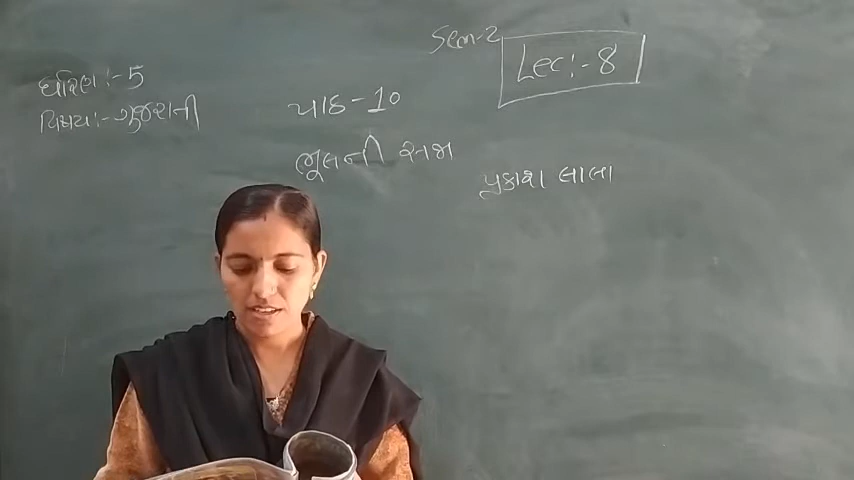 Sem-2
Lec:-8
ધોરણ:-5
વિષય:-ગુજરાતી
પાઠ-10
ભૂલની સજા
પ્રકાશ લાલા